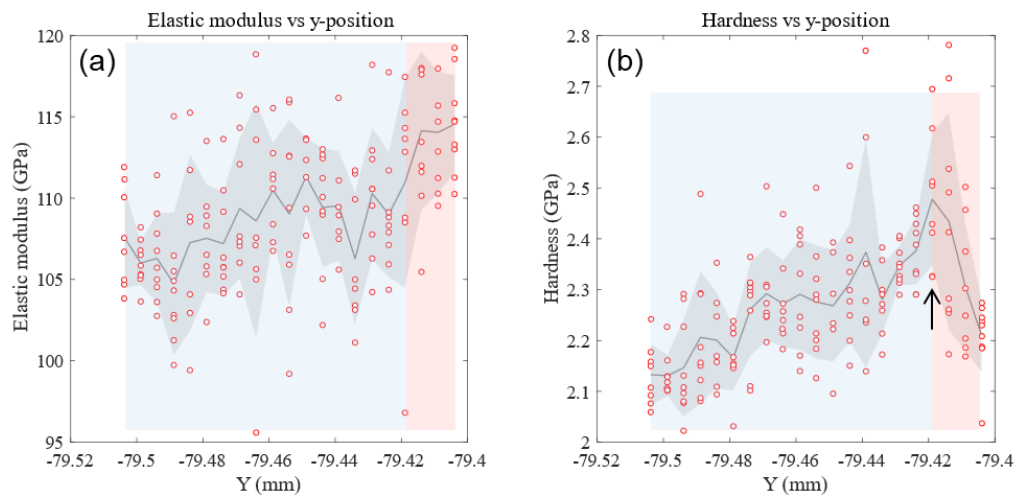 Elastic modulus vs y-position
(a)
Elastic modulus (GPa)
120
115
110
105
100
95
-79.52 -79.5 -79.48 -79.46 -79.44 -79.42 -79.4
Y (mm)
Hardness vs y-position
(b)
Hardness (GPa)
2.8
2.7
2.6
2.5
2.4
2.3
2.2
2.1
2
-79.52 -79.5 -79.48 -79.46 -79.44 -79.42 -79.4
Y (mm)